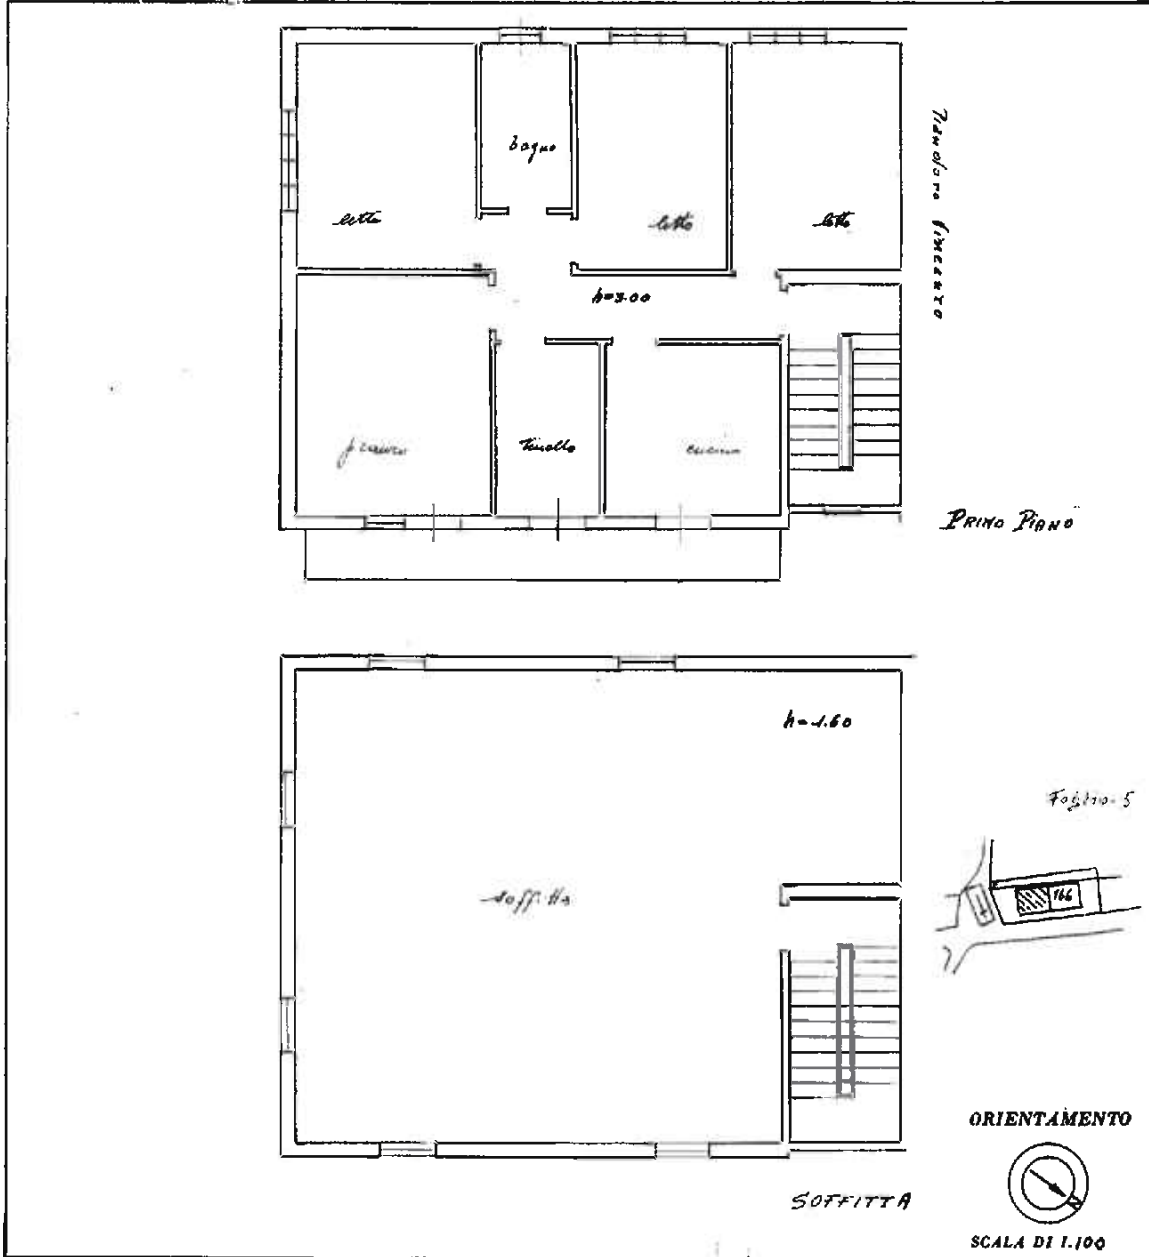 bagno
letto
letto
letto
h=3.00
pranzo
tinello
cucina
PRIMO PIANO
h=1.60
Foglio-5
soffitta
166
ORIENTAMENTO
N
SOFFITTA
SCALA DI 1:100